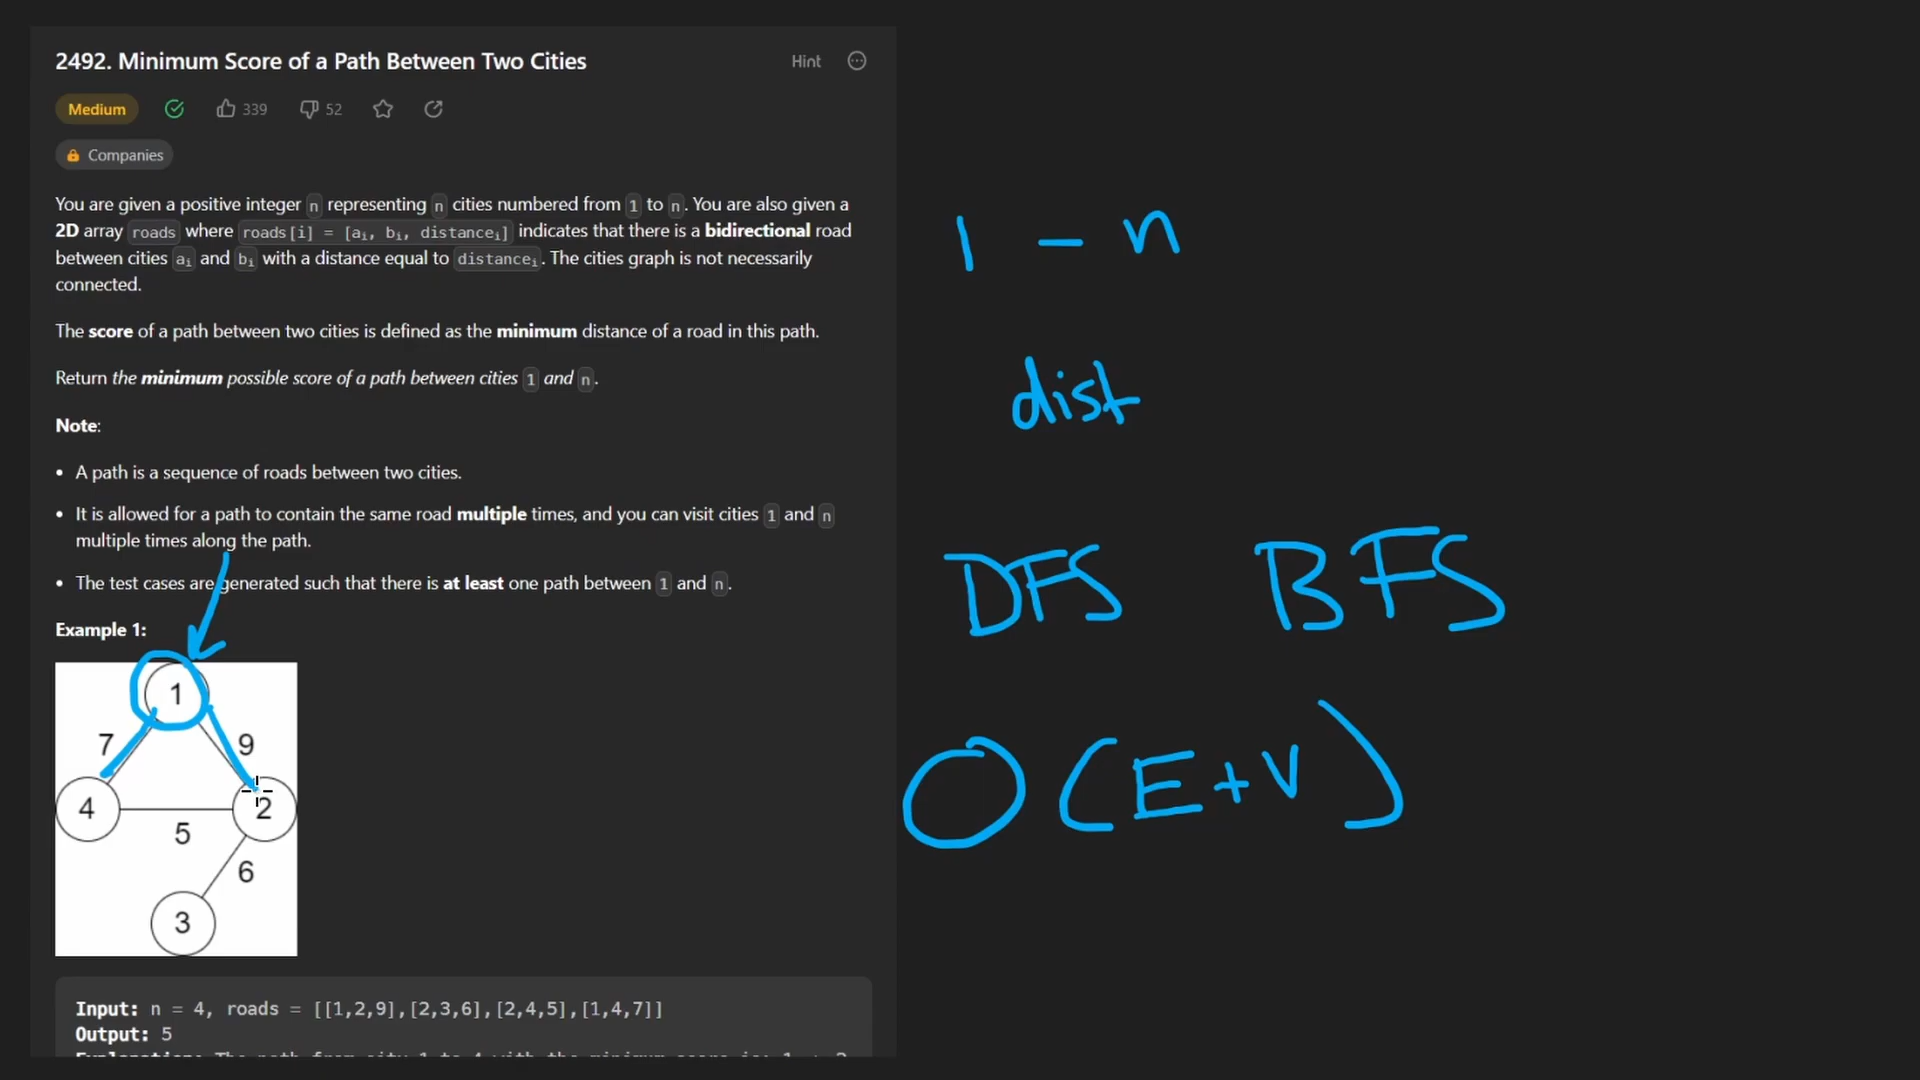 2492. Minimum Score of a Path Between Two Cities
Hint
Medium
339
52
Companies
You are given a positive integer n representing n cities numbered from 1 to n. You are also given a
2D array roads where roads[i] = [aᵢ, bᵢ, distanceᵢ] indicates that there is a bidirectional road
between cities aᵢ and bᵢ with a distance equal to distanceᵢ. The cities graph is not necessarily
connected.
The score of a path between two cities is defined as the minimum distance of a road in this path.
Return the minimum possible score of a path between cities 1 and n.
Note:
• A path is a sequence of roads between two cities.
• It is allowed for a path to contain the same road multiple times, and you can visit cities 1 and n
multiple times along the path.
• The test cases are generated such that there is at least one path between 1 and n.
Example 1:
1
7
9
4
2
5
6
3
Input: n = 4, roads = [[1,2,9],[2,3,6],[2,4,5],[1,4,7]]
Output: 5
1 - n
dist
DFS BFS
O(E+V)